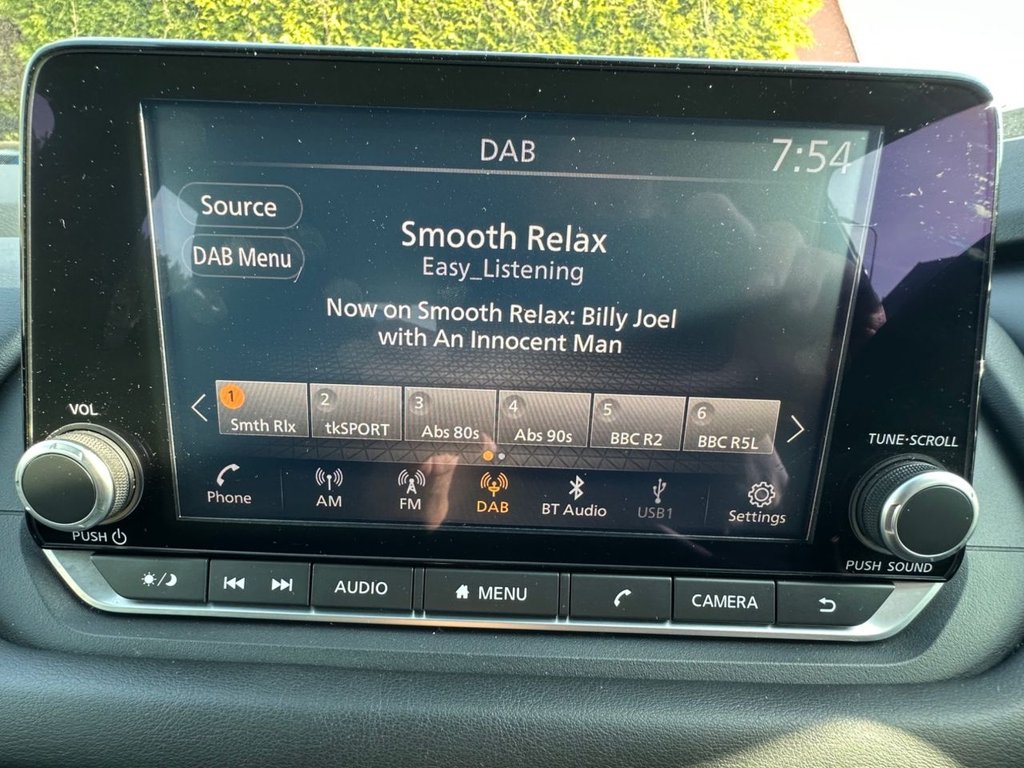 DAB
7:54
Source
DAB Menu
Smooth Relax
Easy_Listening
Now on Smooth Relax: Billy Joel
with An Innocent Man
1 2 3 4 5 6
Smth Rlx tkSPORT Abs 80s Abs 90s BBC R2 BBC R5L
Phone AM FM DAB BT Audio USB1 Settings
VOL
PUSH
TUNE·SCROLL
PUSH SOUND
AUDIO MENU CAMERA